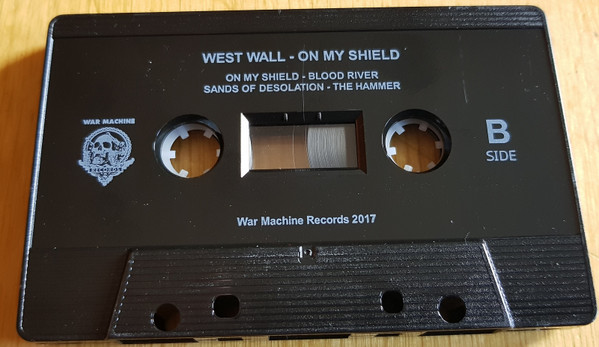 WEST WALL - ON MY SHIELD
ON MY SHIELD - BLOOD RIVER
SANDS OF DESOLATION - THE HAMMER
WAR MACHINE
RECORDS
B
SIDE
War Machine Records 2017